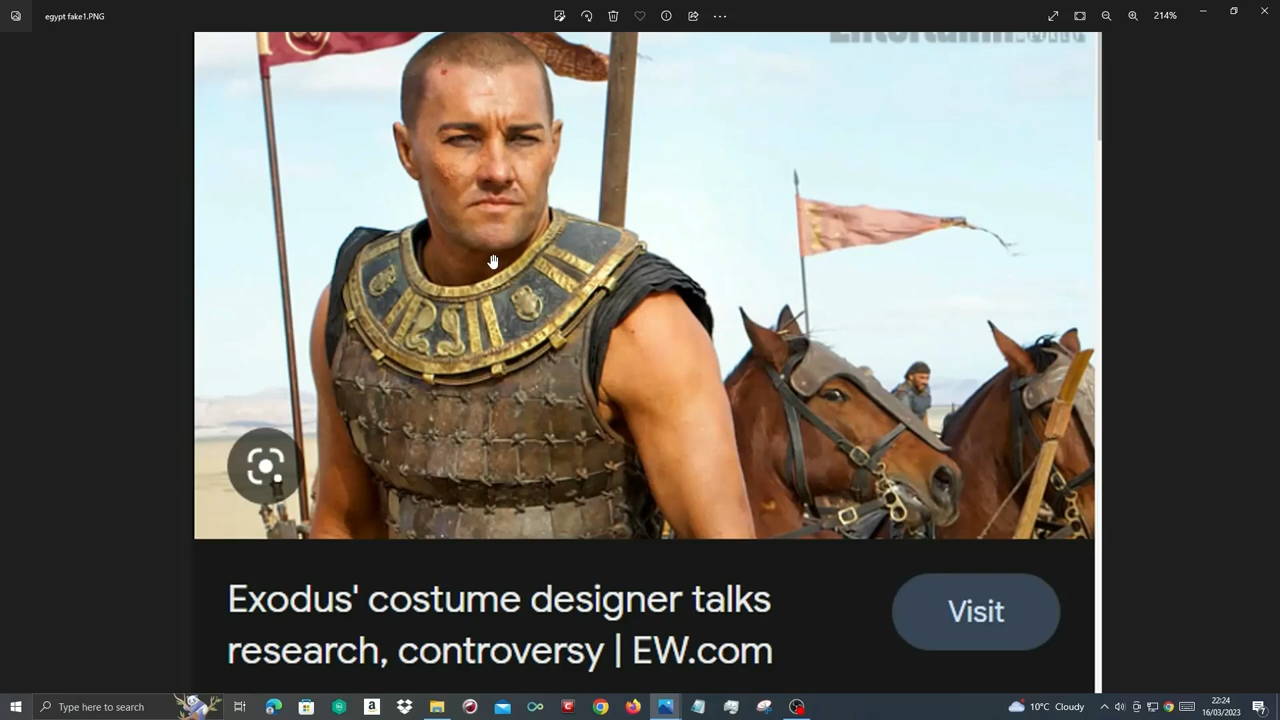 egypt fake1.PNG
214%
Exodus' costume designer talks
research, controversy | EW.com
Visit
Type here to search
10°C Cloudy
22:24
16/03/2023